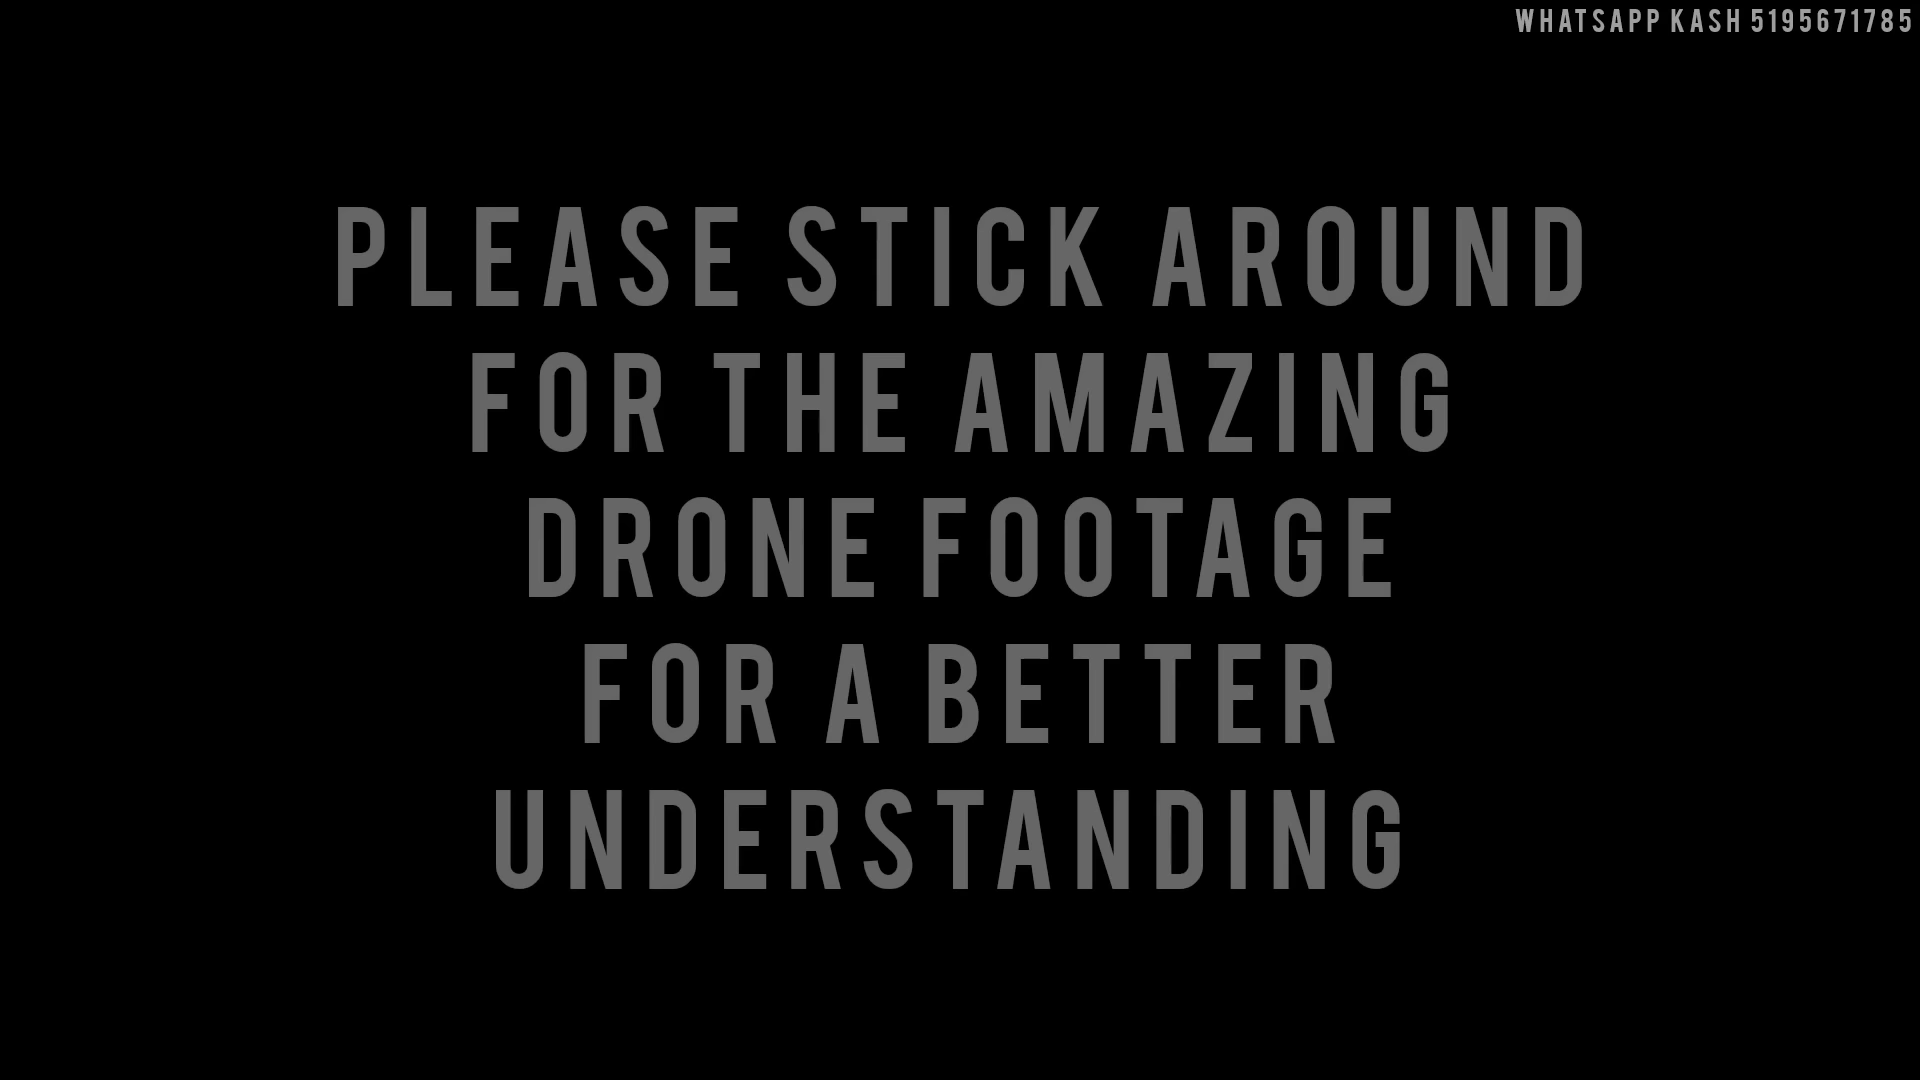 WHATSAPP KASH 5195671785
PLEASE STICK AROUND
FOR THE AMAZING
DRONE FOOTAGE
FOR A BETTER
UNDERSTANDING